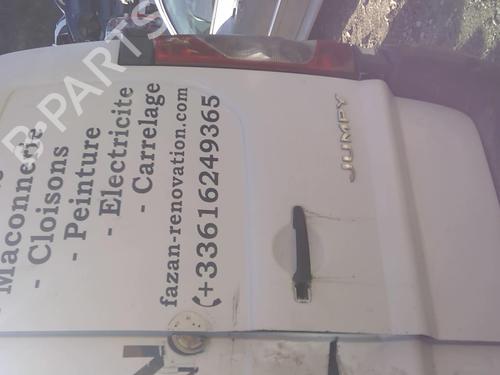 Maconnerie
- Cloisons
- Peinture
- Electricite
- Carrelage
fazan-renovation.com
(+33616249365
JUMPY
B-PARTS